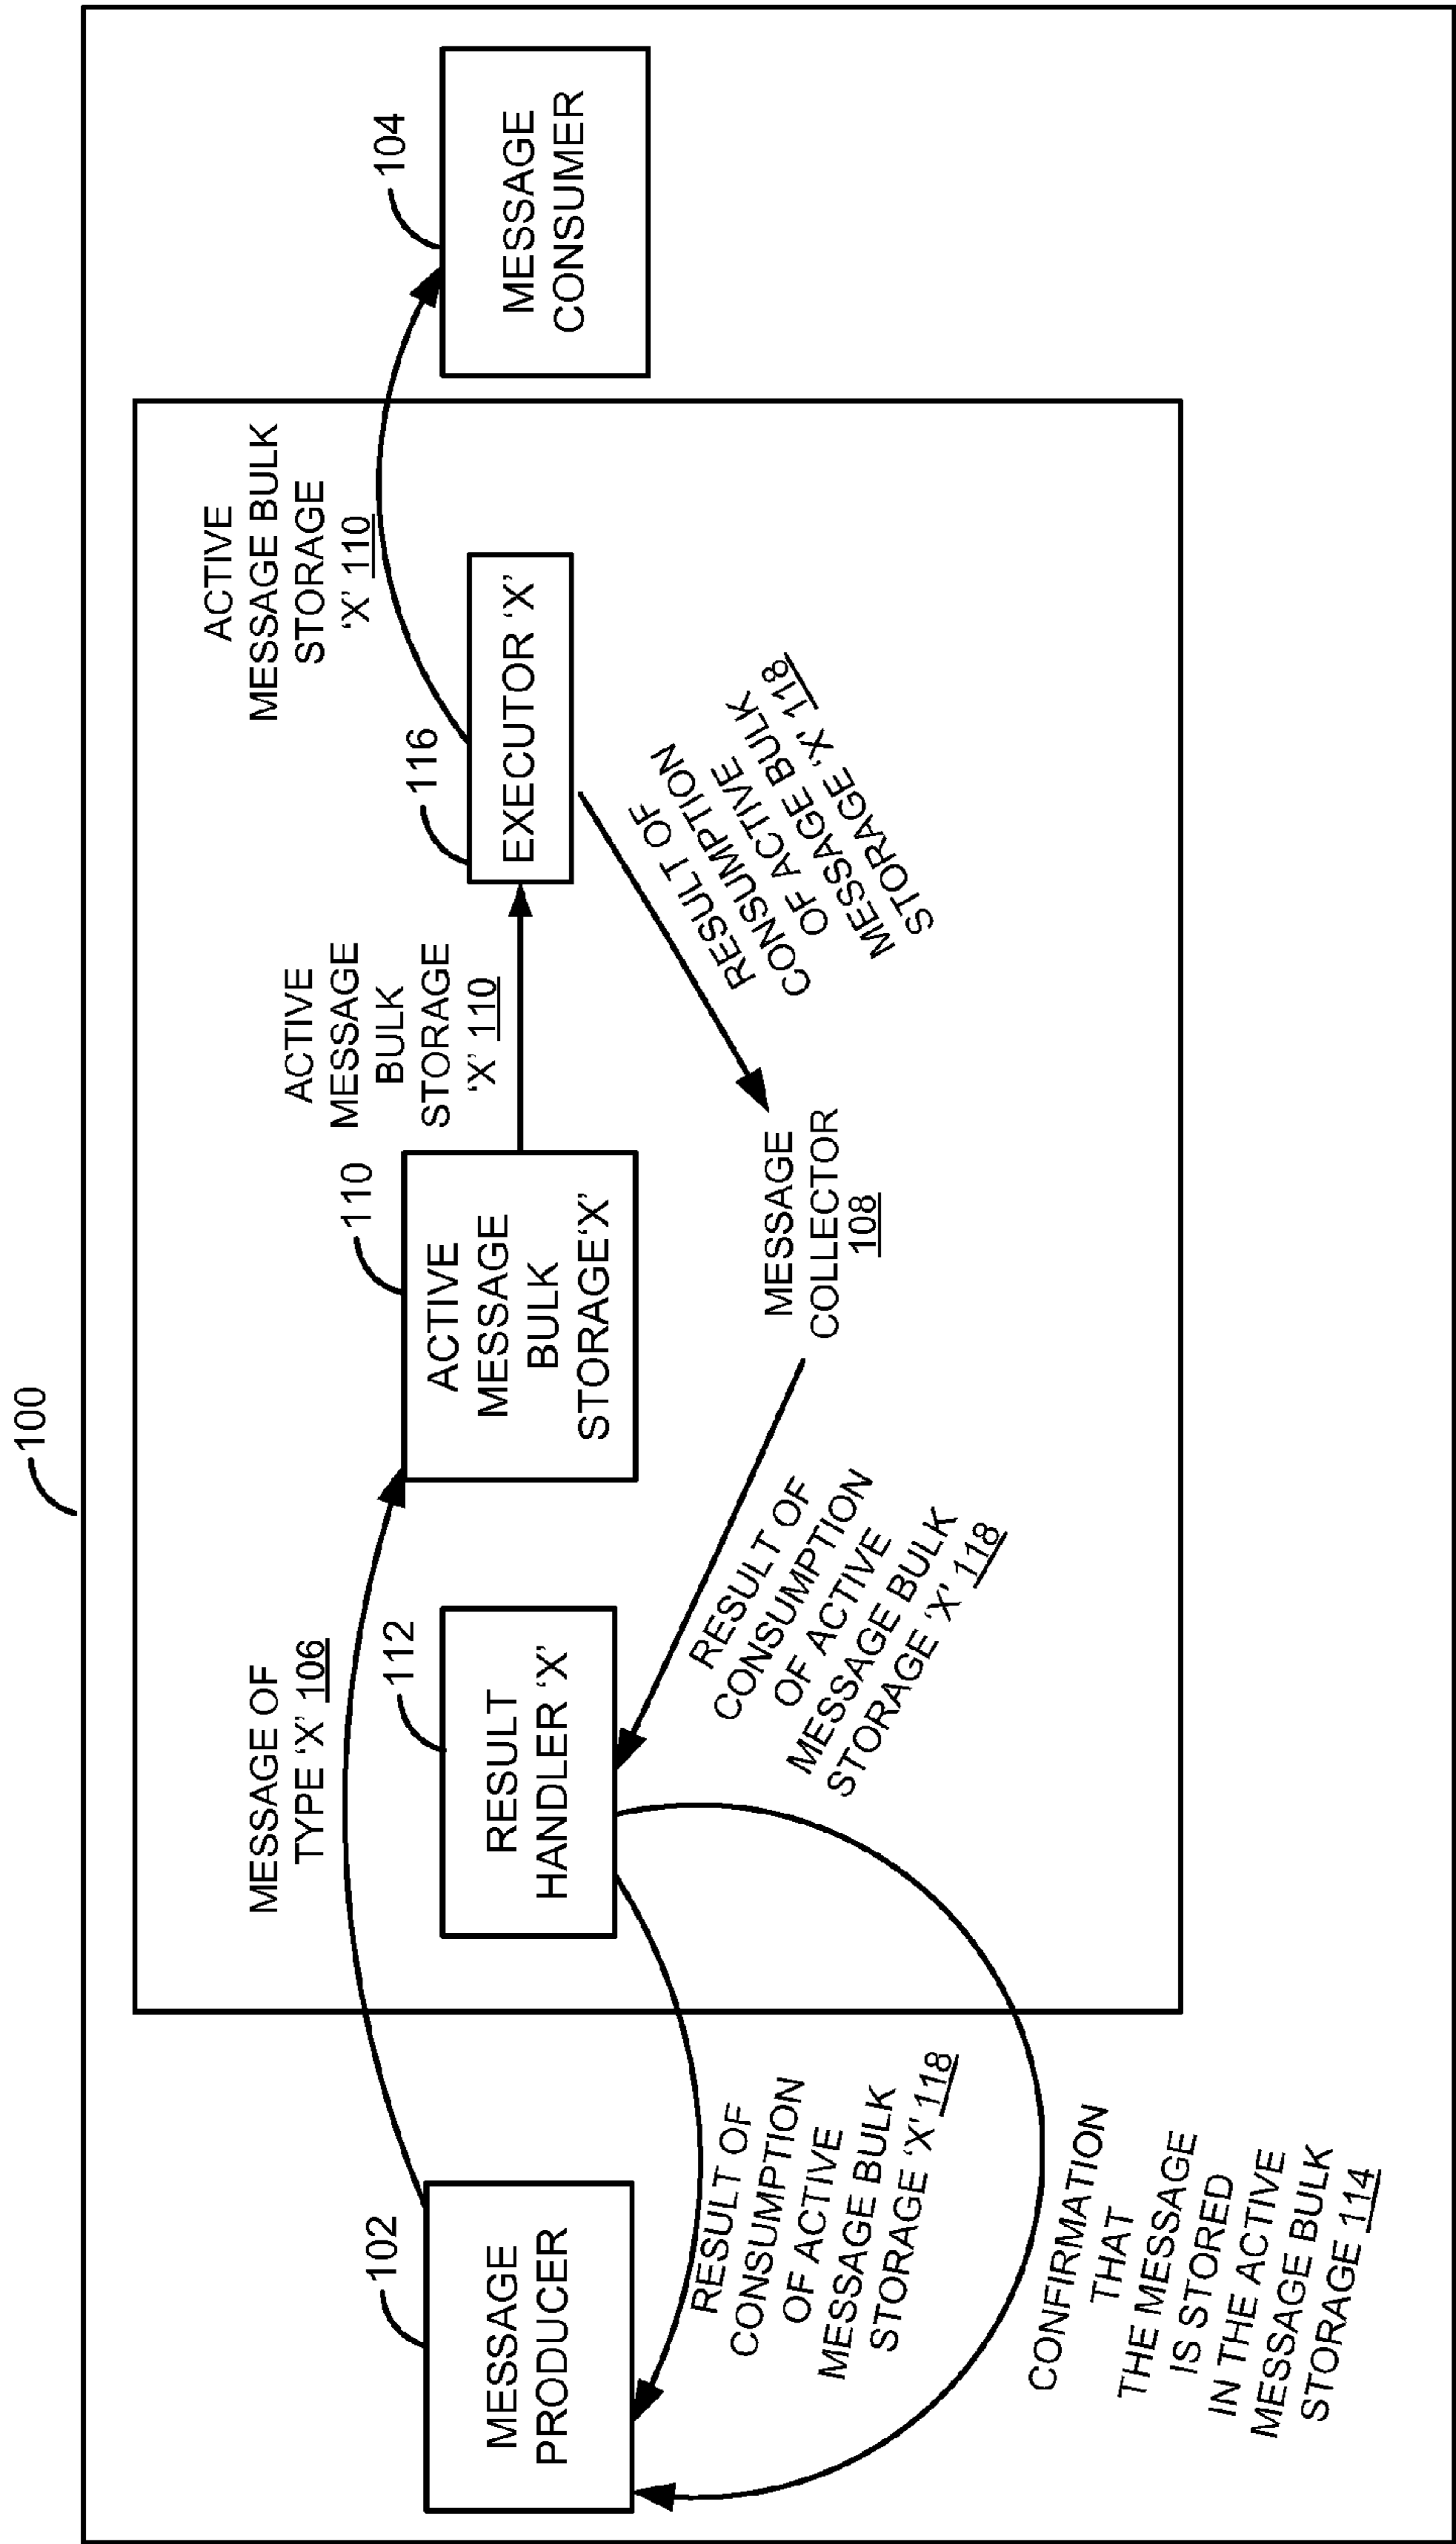 100
MESSAGE OF
TYPE 'X' 106
ACTIVE
MESSAGE BULK
STORAGE
'X' 110
ACTIVE
MESSAGE
BULK
STORAGE
'X' 110
102
MESSAGE
PRODUCER
112
RESULT
HANDLER 'X'
110
ACTIVE
MESSAGE
BULK
STORAGE'X'
116
EXECUTOR 'X'
104
MESSAGE
CONSUMER
RESULT OF
CONSUMPTION
OF ACTIVE
MESSAGE BULK
STORAGE 'X' 118
MESSAGE
COLLECTOR
108
RESULT OF
CONSUMPTION
OF ACTIVE
MESSAGE BULK
STORAGE 'X' 118
RESULT OF
CONSUMPTION
OF ACTIVE
MESSAGE BULK
STORAGE 'X' 118
CONFIRMATION
THAT
THE MESSAGE
IS STORED
IN THE ACTIVE
MESSAGE BULK
STORAGE 114